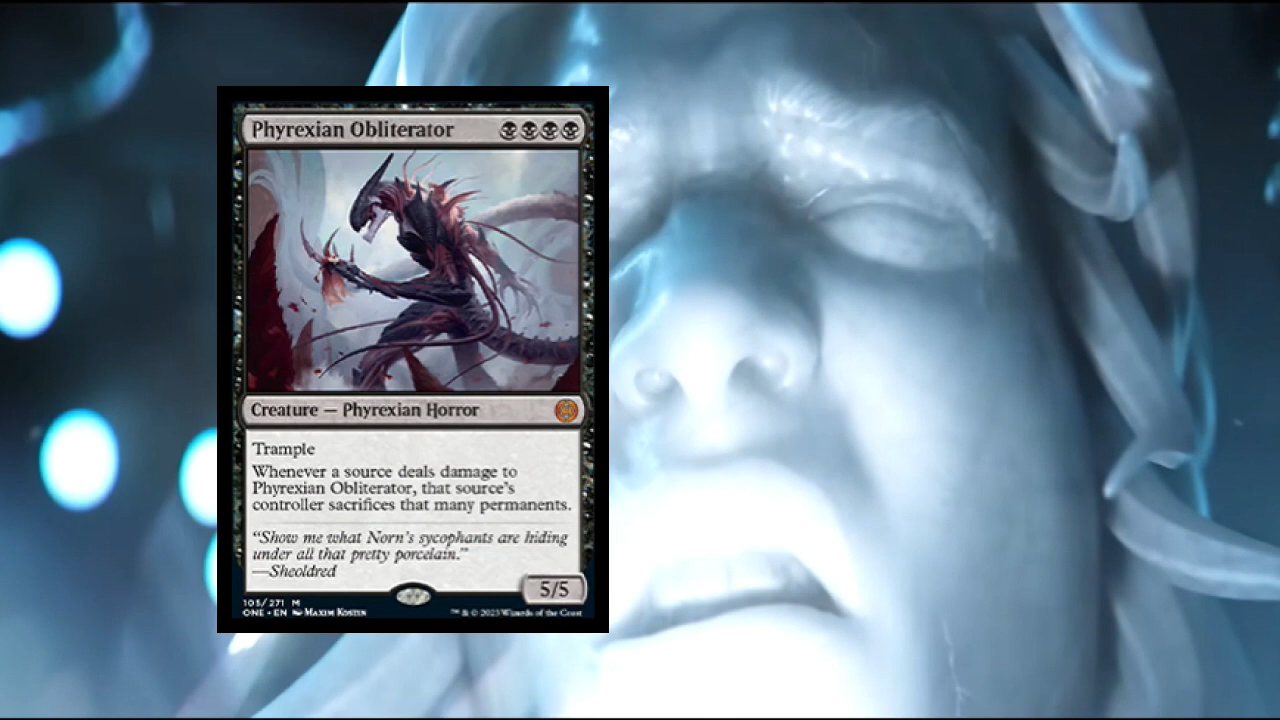 Phyrexian Obliterator
Creature — Phyrexian Horror
Trample
Whenever a source deals damage to
Phyrexian Obliterator, that source's
controller sacrifices that many permanents.
“Show me what Norn's sycophants are hiding
under all that pretty porcelain.”
—Sheoldred
5/5
105/271 M
ONE • EN Maxim Kostin
™ & © 2023 Wizards of the Coast